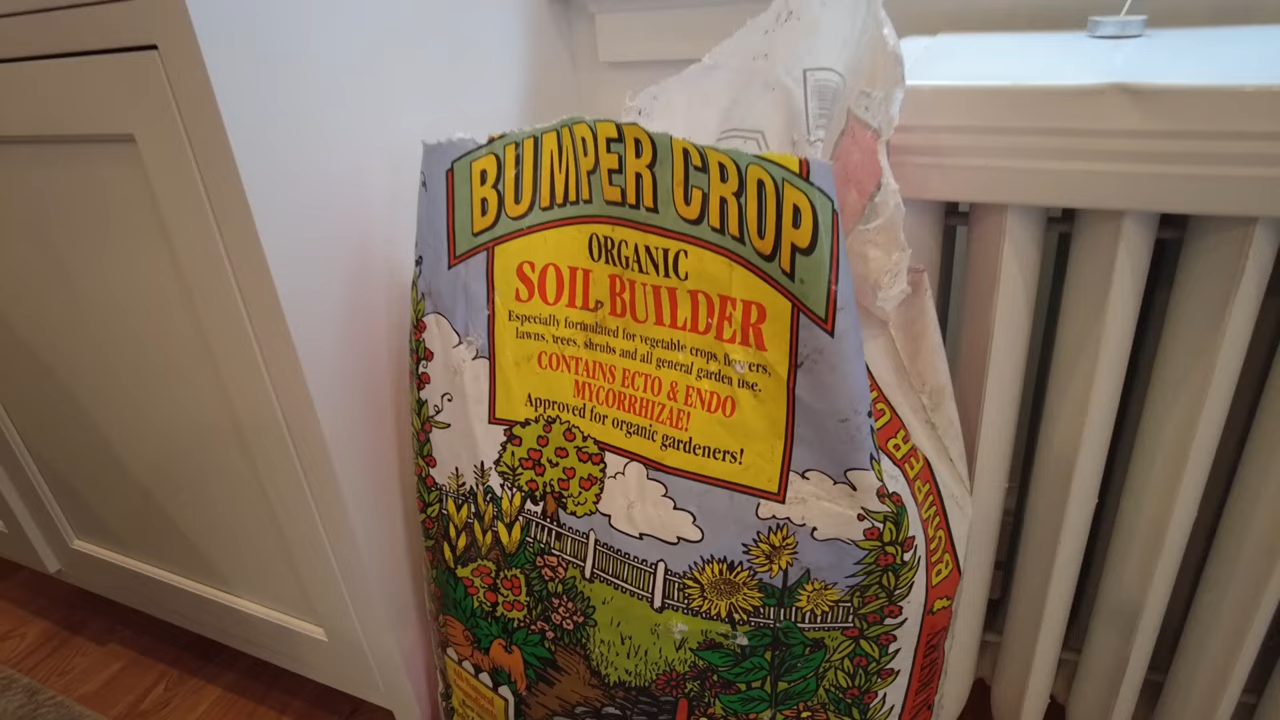 BUMPER CROP
ORGANIC
SOIL BUILDER
Especially formulated for vegetable crops, flowers,
lawns, trees, shrubs and all general garden use.
CONTAINS ECTO & ENDO
MYCORRHIZAE!
Approved for organic gardeners!
BUMPER